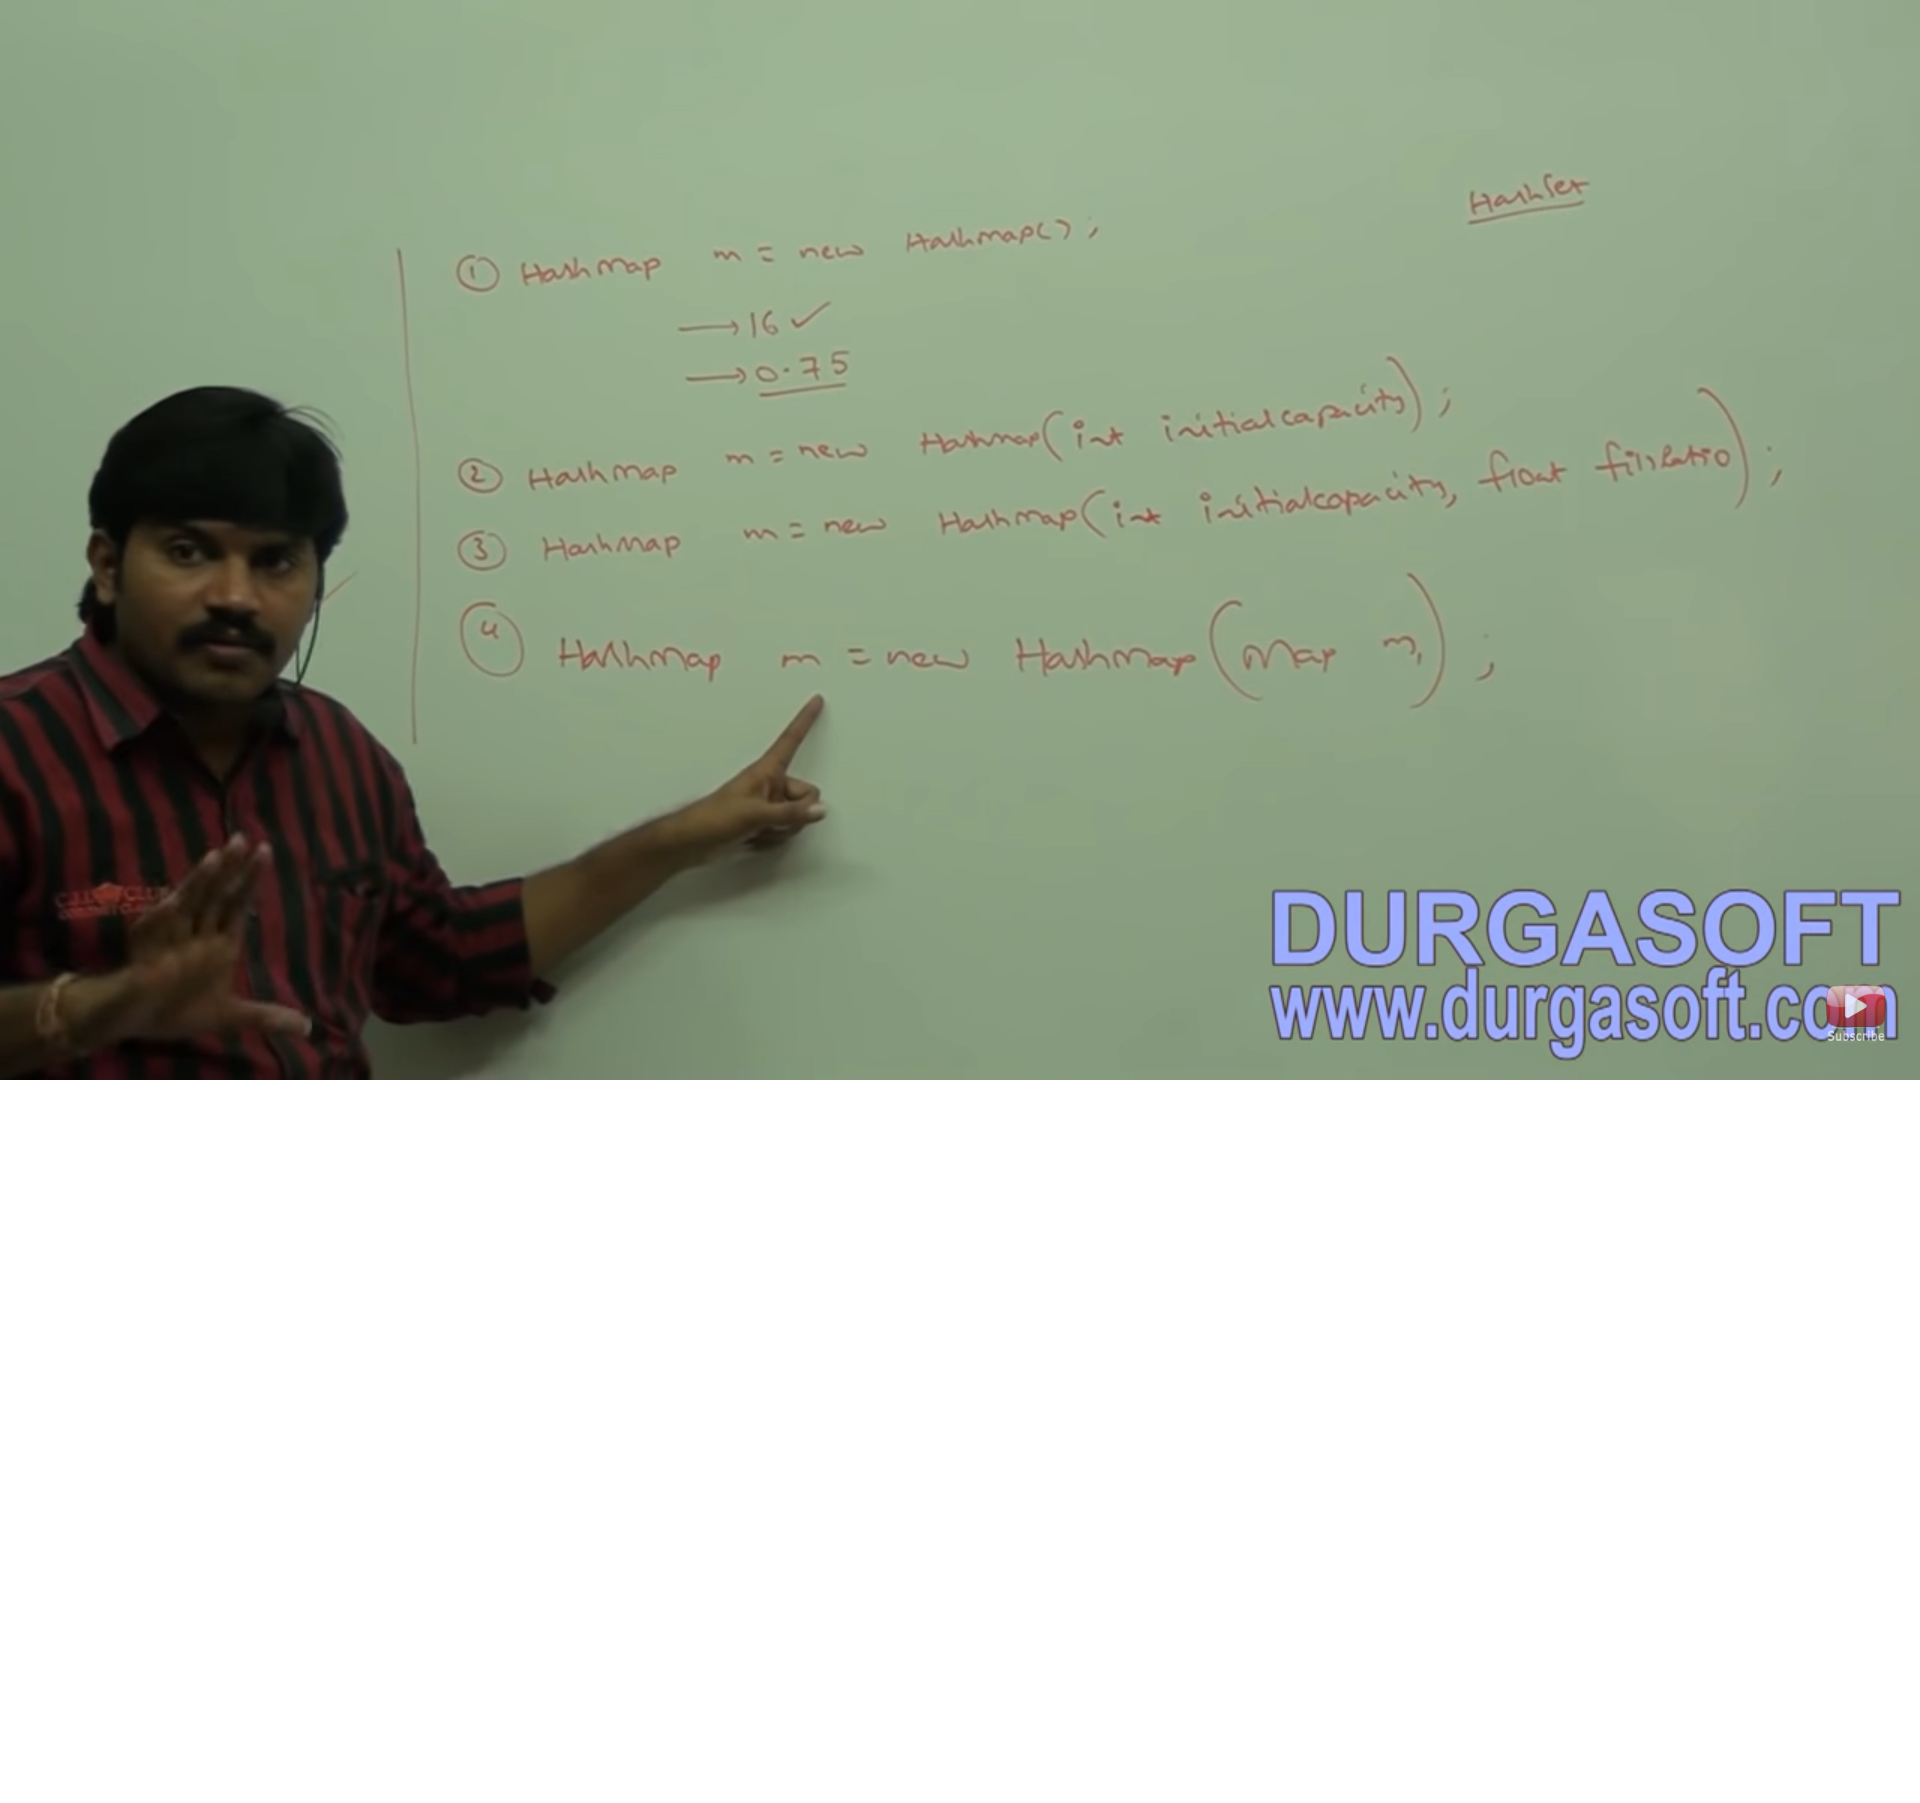 HashSet
① HashMap m = new HashMap();
→ 16 ✓
→ 0.75
② HashMap m = new HashMap(int initialcapacity);
③ HashMap m = new HashMap(int initialcapacity, float fillRatio);
④ HashMap m = new HashMap(Map m1);
DURGASOFT
www.durgasoft.com
Subscribe